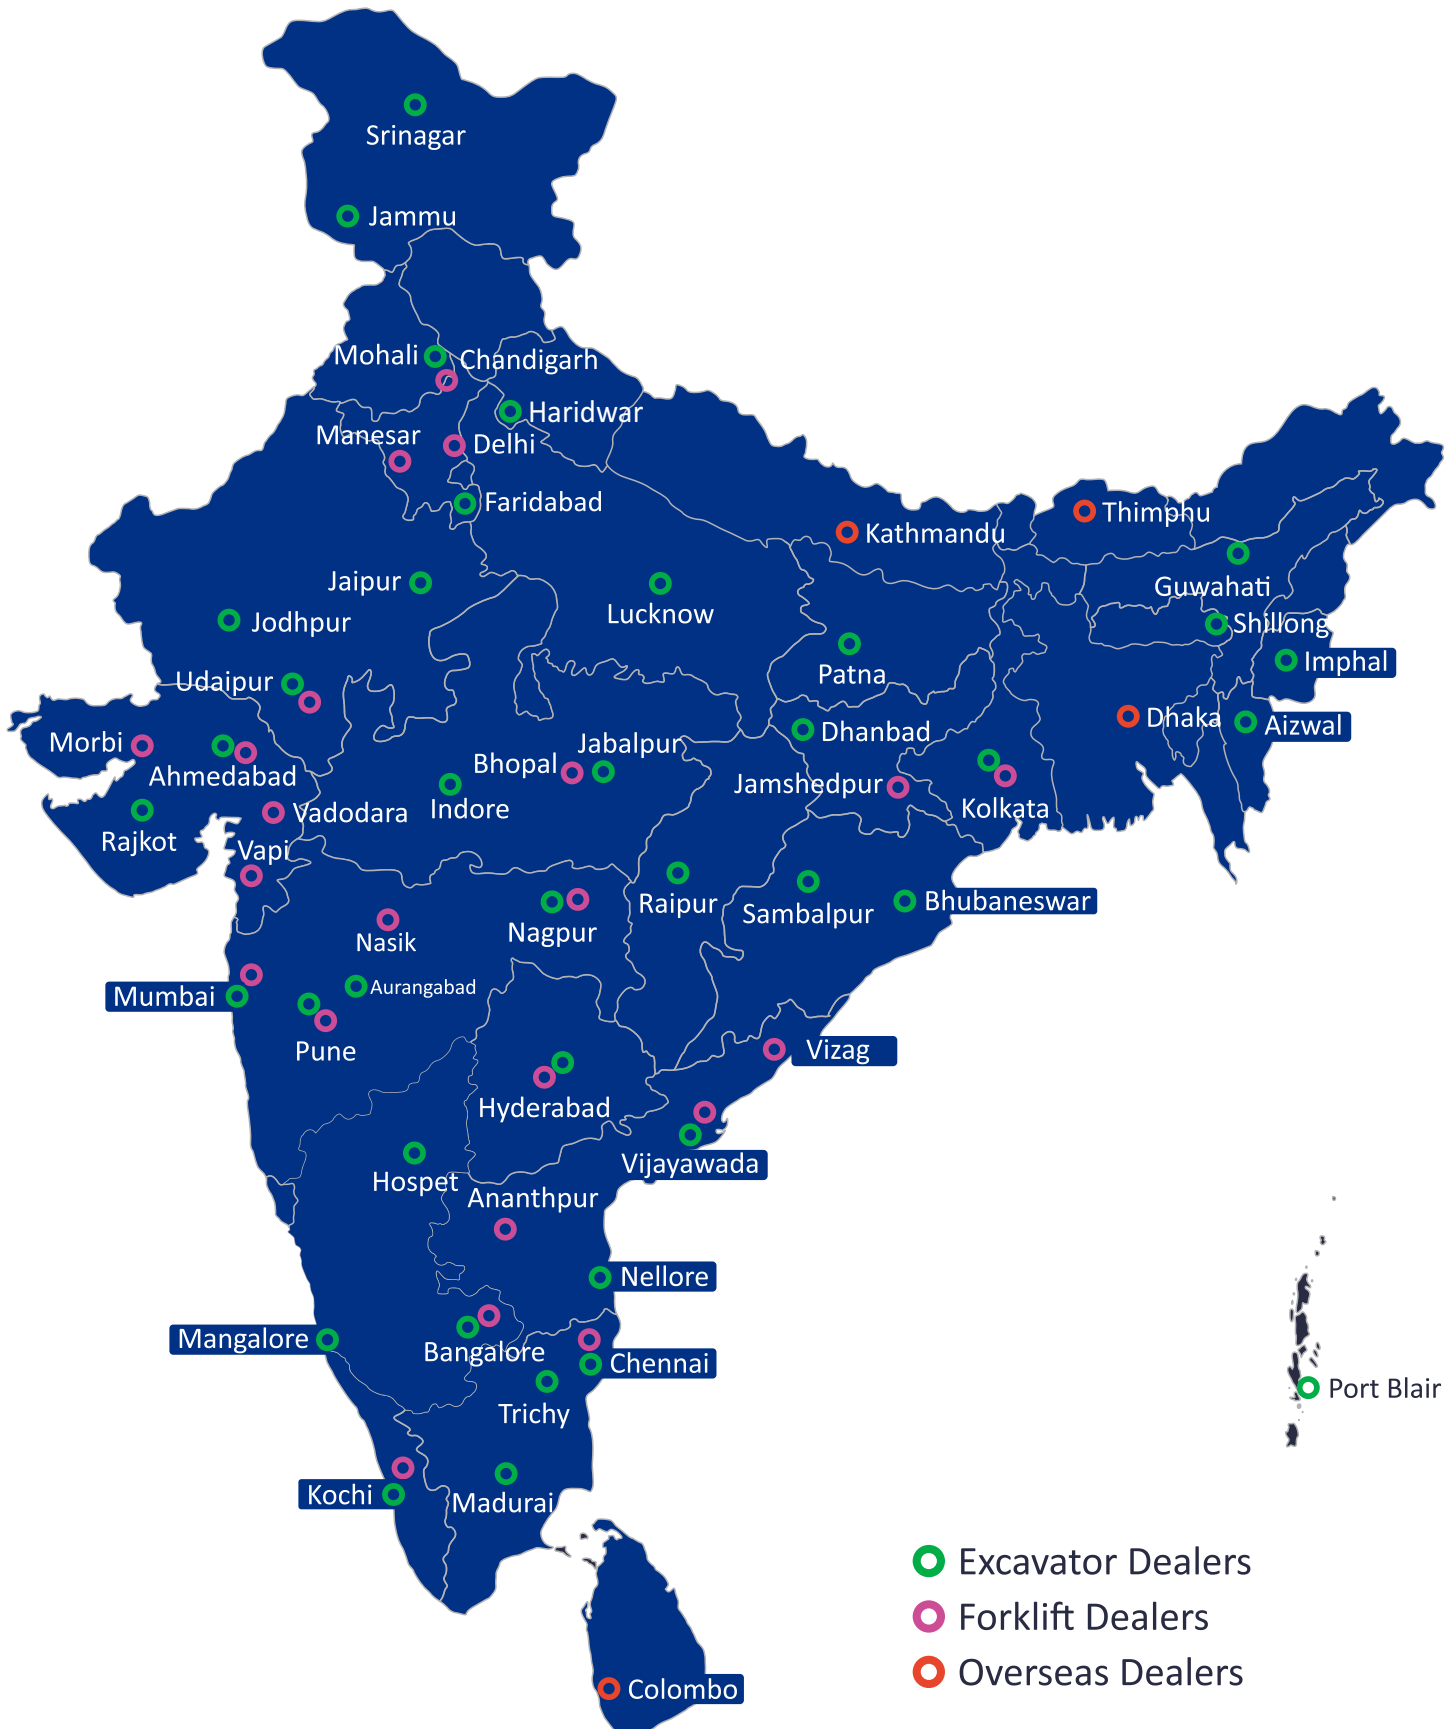 Srinagar
Jammu
Mohali
Chandigarh
Haridwar
Manesar
Delhi
Faridabad
Kathmandu
Thimphu
Jaipur
Lucknow
Guwahati
Jodhpur
Shillong
Imphal
Udaipur
Patna
Dhaka
Aizwal
Morbi
Ahmedabad
Bhopal
Jabalpur
Dhanbad
Jamshedpur
Kolkata
Indore
Vadodara
Rajkot
Vapi
Raipur
Sambalpur
Bhubaneswar
Nasik
Nagpur
Mumbai
Aurangabad
Pune
Vizag
Hyderabad
Vijayawada
Hospet
Ananthpur
Nellore
Mangalore
Bangalore
Chennai
Port Blair
Trichy
Kochi
Madurai
Excavator Dealers
Forklift Dealers
Overseas Dealers
Colombo